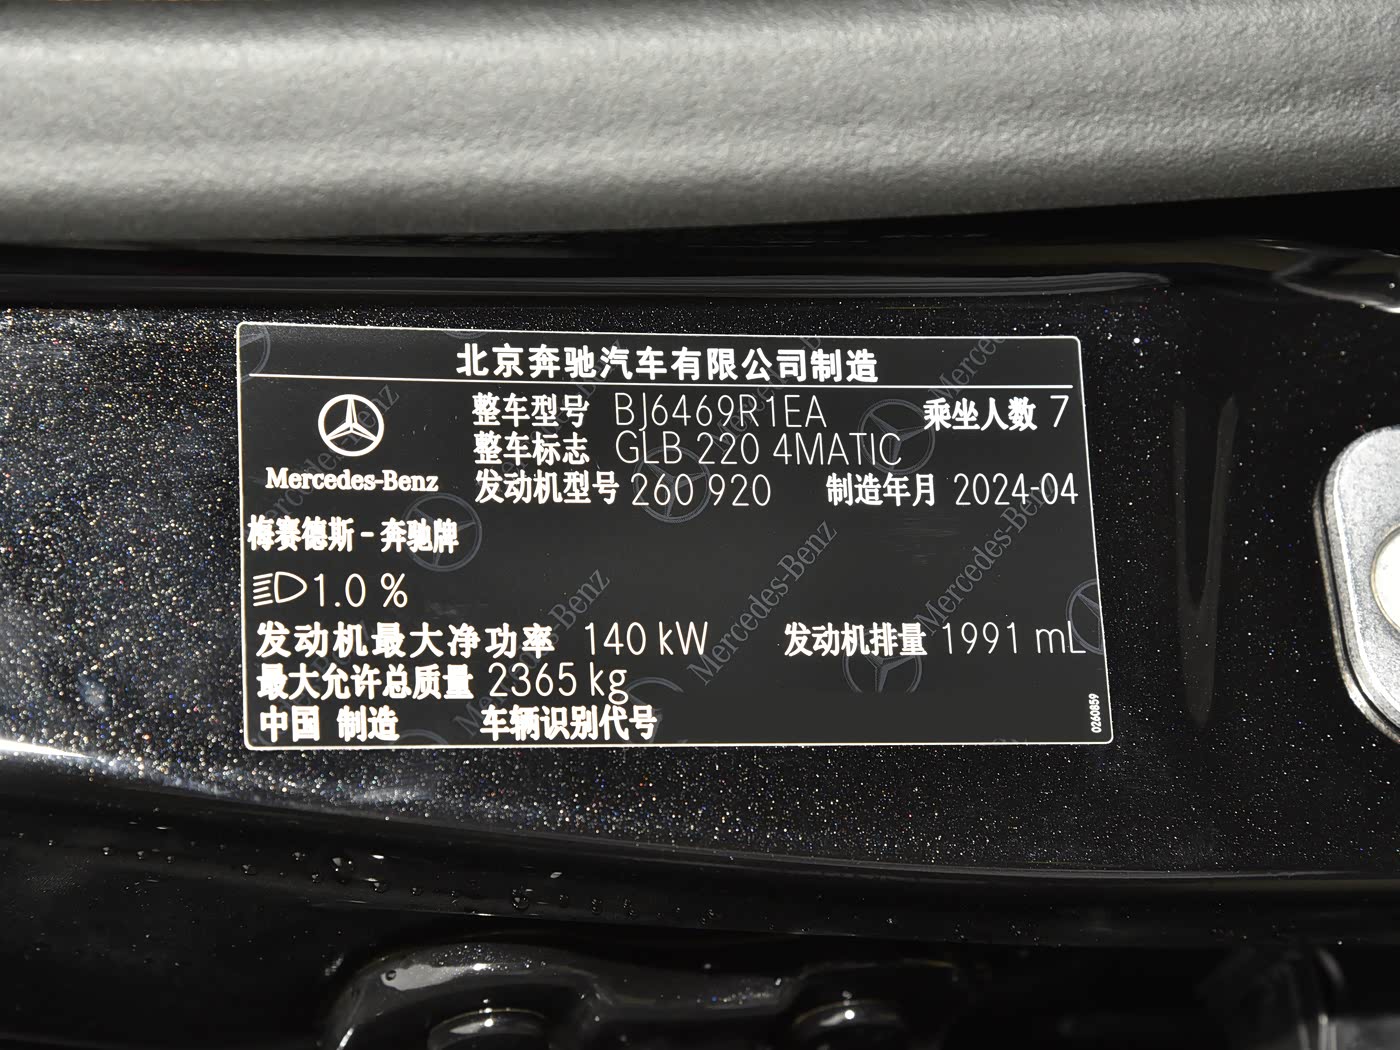 北京奔驰汽车有限公司制造
整车型号 BJ6469R1EA 乘坐人数 7
整车标志 GLB 220 4MATIC
Mercedes-Benz
发动机型号 260 920 制造年月 2024-04
梅赛德斯-奔驰牌
1.0 %
发动机最大净功率 140 kW 发动机排量 1991 mL
最大允许总质量 2365 kg
中国 制造 车辆识别代号
0260859